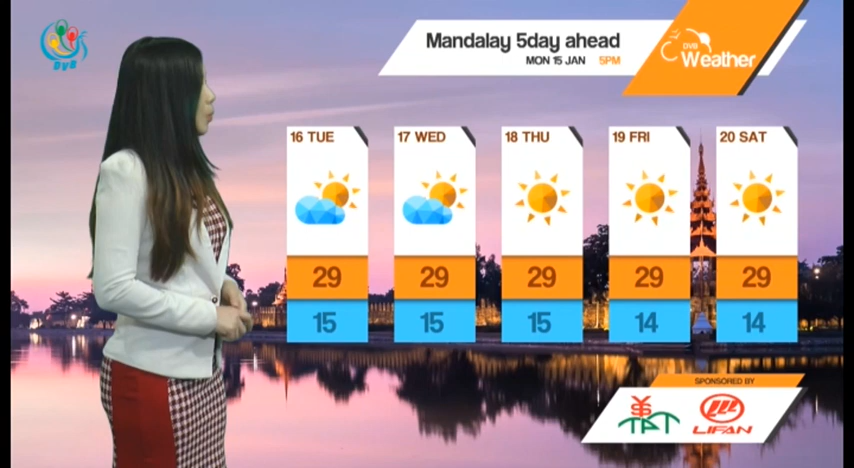 DVB
Mandalay 5day ahead
MON 15 JAN 5PM
DVB
Weather
16 TUE
17 WED
18 THU
19 FRI
20 SAT
29
29
29
29
29
15
15
15
14
14
SPONSORED BY
TPT
LIFAN